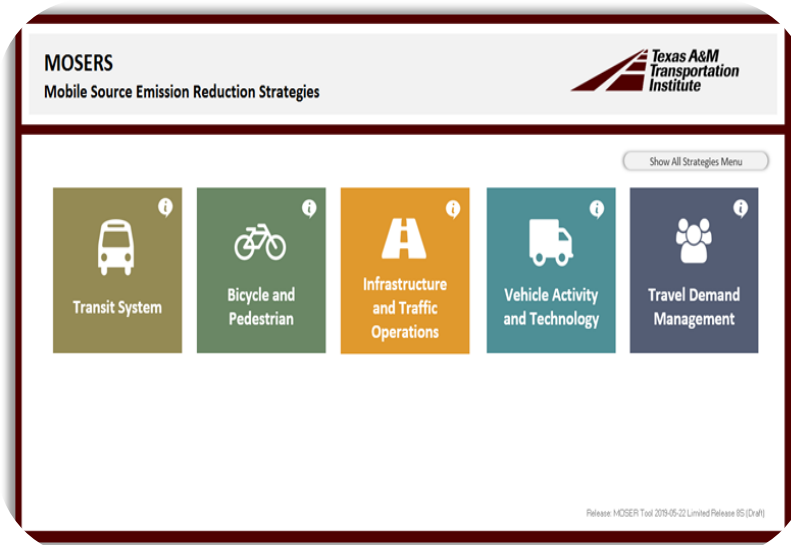 MOSERS
Mobile Source Emission Reduction Strategies
Texas A&M
Transportation
Institute
Show All Strategies Menu
Transit System
Bicycle and
Pedestrian
Infrastructure
and Traffic
Operations
Vehicle Activity
and Technology
Travel Demand
Management
Release: MOSER Tool 2019-05-22 Limited Release 85 (Draft)